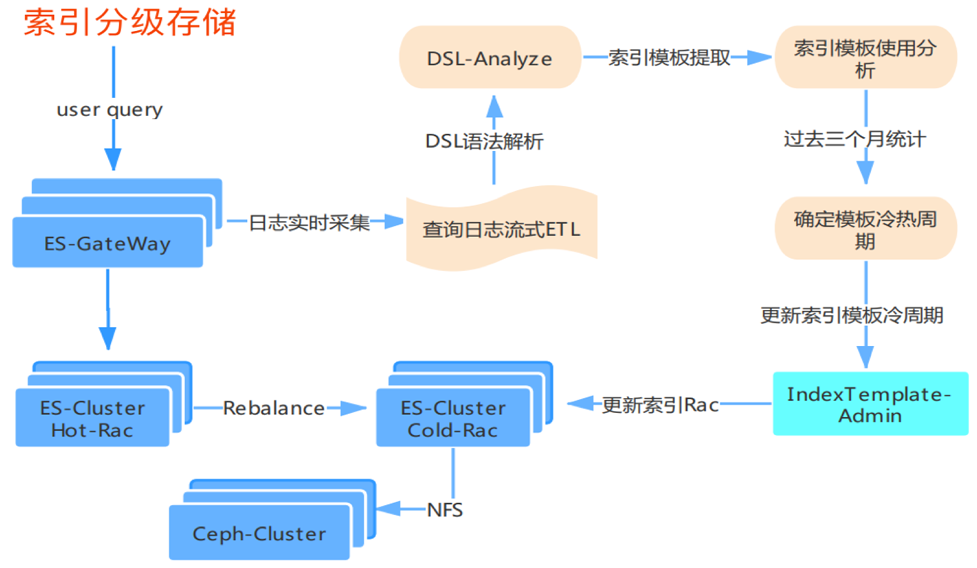 索引分级存储
user query
DSL-Analyze
索引模板提取
索引模板使用分
析
DSL语法解析
过去三个月统计
ES-GateWay
日志实时采集
查询日志流式ETL
确定模板冷热周
期
更新索引模板冷周期
ES-Cluster
Hot-Rac
Rebalance
ES-Cluster
Cold-Rac
更新索引Rac
IndexTemplate-
Admin
NFS
Ceph-Cluster